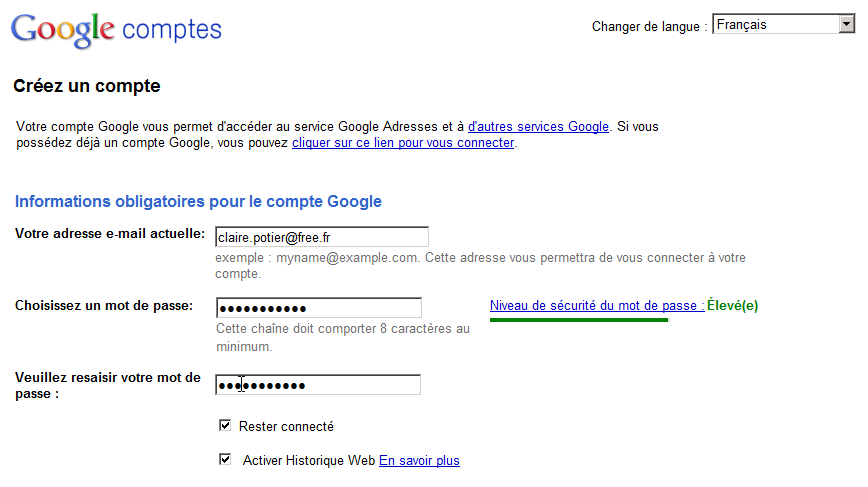 Google comptes
Changer de langue : Français
Créez un compte
Votre compte Google vous permet d'accéder au service Google Adresses et à d'autres services Google. Si vous
possédez déjà un compte Google, vous pouvez cliquer sur ce lien pour vous connecter.
Informations obligatoires pour le compte Google
Votre adresse e-mail actuelle: claire.potier@free.fr
exemple : myname@example.com. Cette adresse vous permettra de vous connecter à votre
compte.
Choisissez un mot de passe: ●●●●●●●●●●● Niveau de sécurité du mot de passe : Élevé(e)
Cette chaîne doit comporter 8 caractères au
minimum.
Veuillez resaisir votre mot de
passe : ●●●●●●●●●●●
Rester connecté
Activer Historique Web En savoir plus